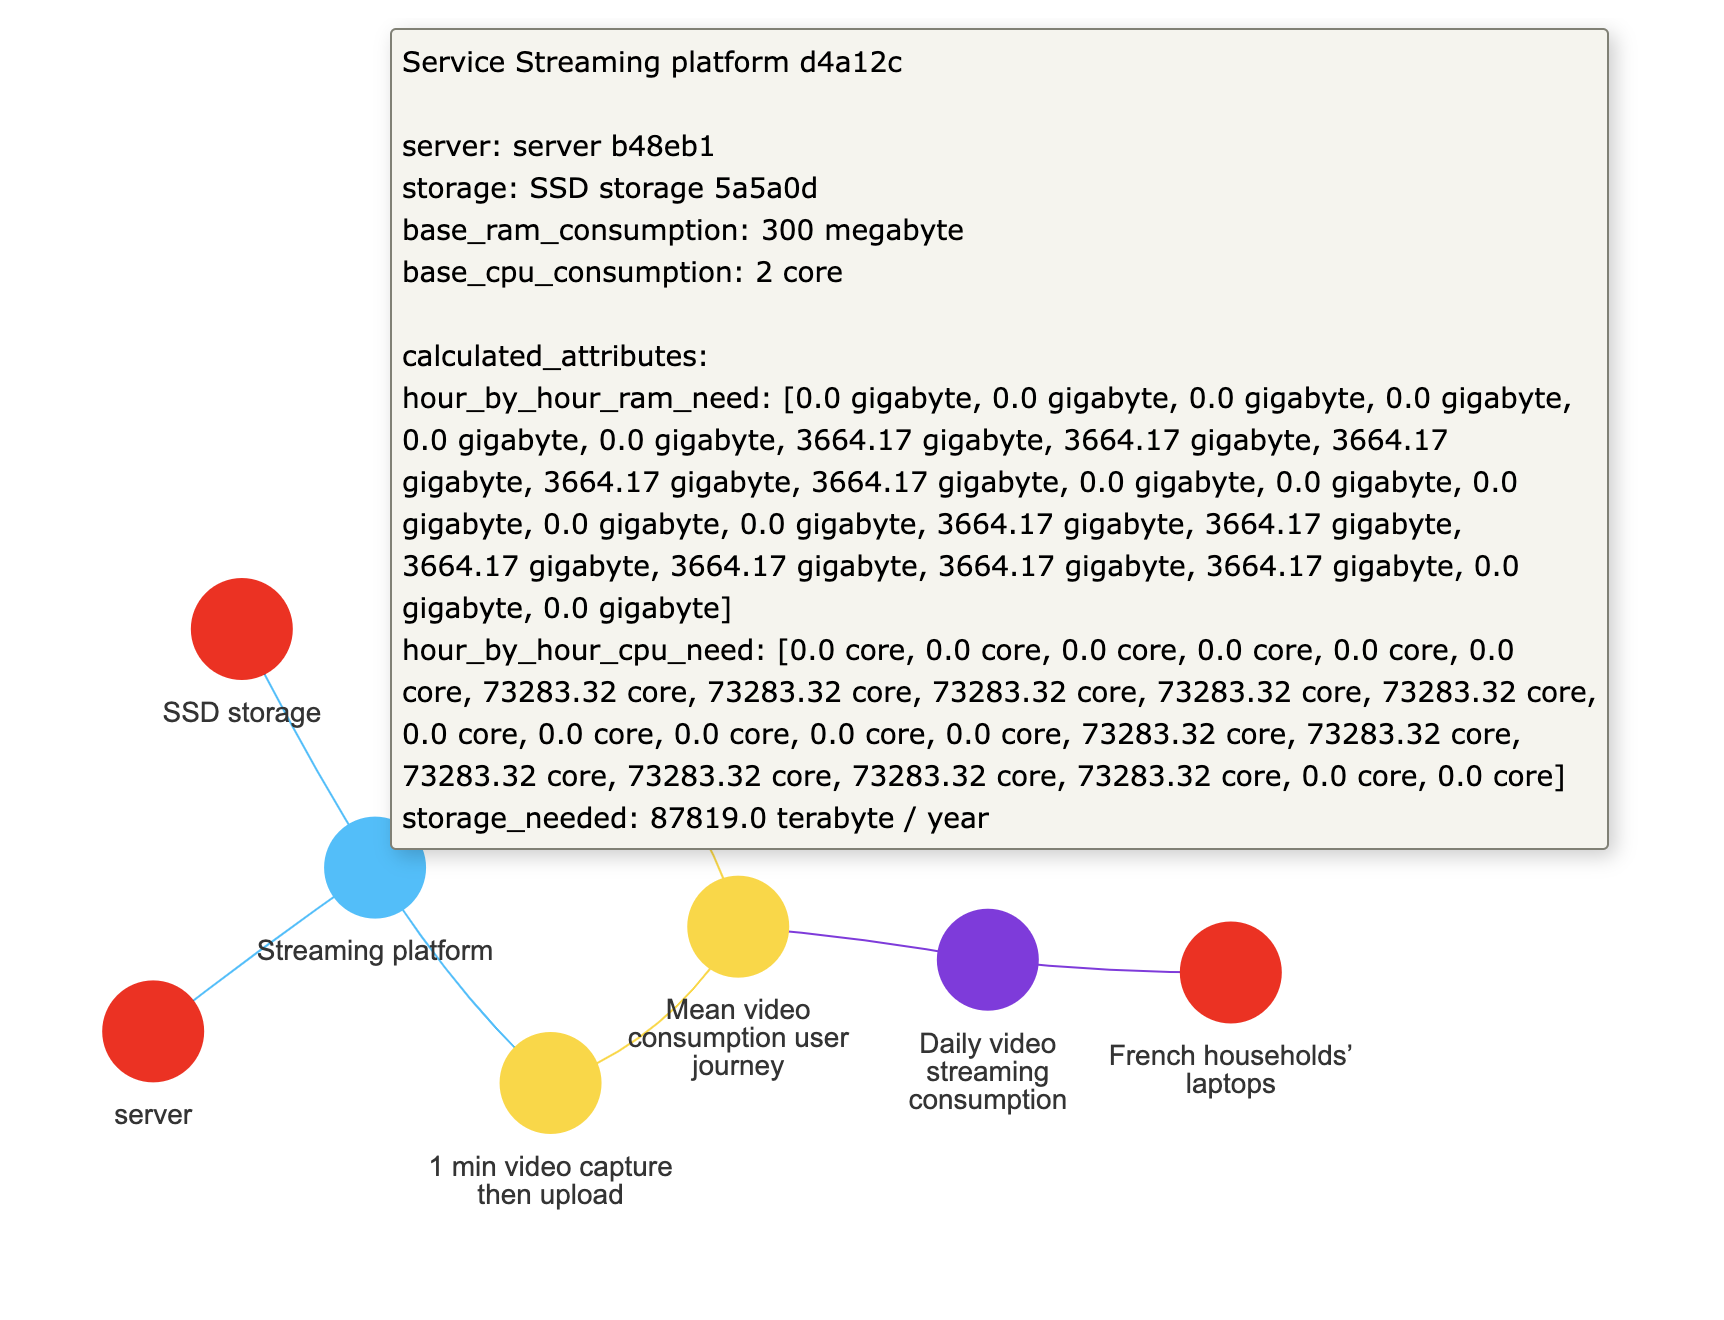 Service Streaming platform d4a12c
server: server b48eb1
storage: SSD storage 5a5a0d
base_ram_consumption: 300 megabyte
base_cpu_consumption: 2 core
calculated_attributes:
hour_by_hour_ram_need: [0.0 gigabyte, 0.0 gigabyte, 0.0 gigabyte, 0.0 gigabyte,
0.0 gigabyte, 0.0 gigabyte, 3664.17 gigabyte, 3664.17 gigabyte, 3664.17
gigabyte, 3664.17 gigabyte, 3664.17 gigabyte, 0.0 gigabyte, 0.0 gigabyte, 0.0
gigabyte, 0.0 gigabyte, 0.0 gigabyte, 3664.17 gigabyte, 3664.17 gigabyte,
3664.17 gigabyte, 3664.17 gigabyte, 3664.17 gigabyte, 3664.17 gigabyte, 0.0
gigabyte, 0.0 gigabyte]
hour_by_hour_cpu_need: [0.0 core, 0.0 core, 0.0 core, 0.0 core, 0.0 core, 0.0
core, 73283.32 core, 73283.32 core, 73283.32 core, 73283.32 core, 73283.32 core,
0.0 core, 0.0 core, 0.0 core, 0.0 core, 0.0 core, 73283.32 core, 73283.32 core,
73283.32 core, 73283.32 core, 73283.32 core, 73283.32 core, 0.0 core, 0.0 core]
storage_needed: 87819.0 terabyte / year
SSD storage
Streaming platform
server
1 min video capture
then upload
Mean video
consumption user
journey
Daily video
streaming
consumption
French households’
laptops